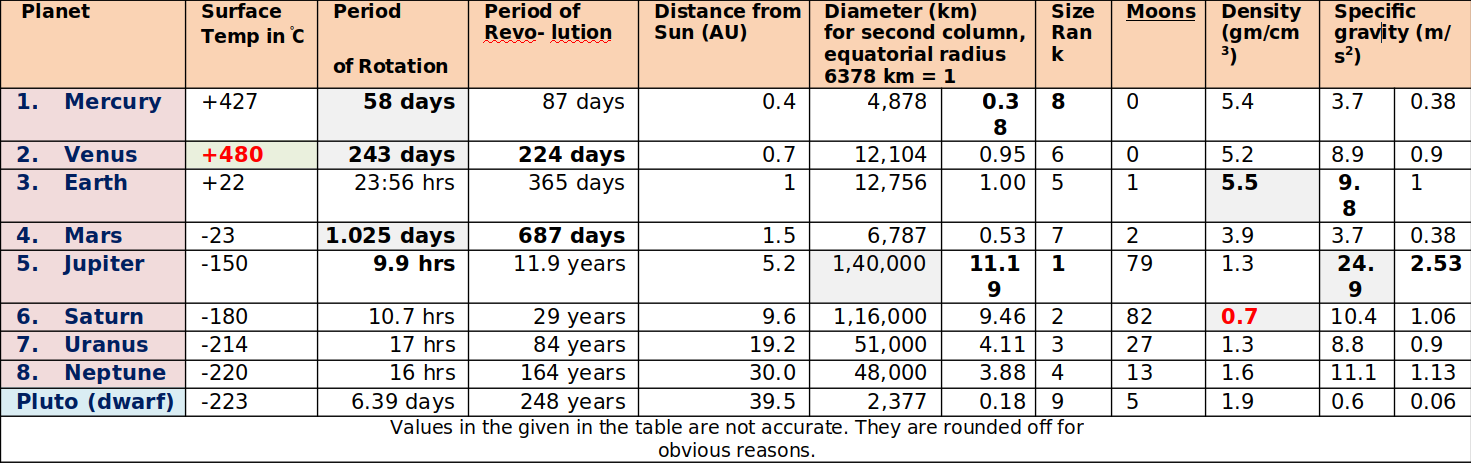 Planet Surface Temp in °C Period of Rotation Period of Revo- lution Distance from Sun (AU) Diameter (km) for second column, equatorial radius 6378 km = 1 Size Ran k Moons Density (gm/cm 3) Specific gravity (m/ s2)
1. Mercury +427 58 days 87 days 0.4 4,878 0.3 8 8 0 5.4 3.7 0.38
2. Venus +480 243 days 224 days 0.7 12,104 0.95 6 0 5.2 8.9 0.9
3. Earth +22 23:56 hrs 365 days 1 12,756 1.00 5 1 5.5 9. 8 1
4. Mars -23 1.025 days 687 days 1.5 6,787 0.53 7 2 3.9 3.7 0.38
5. Jupiter -150 9.9 hrs 11.9 years 5.2 1,40,000 11.1 9 1 79 1.3 24. 9 2.53
6. Saturn -180 10.7 hrs 29 years 9.6 1,16,000 9.46 2 82 0.7 10.4 1.06
7. Uranus -214 17 hrs 84 years 19.2 51,000 4.11 3 27 1.3 8.8 0.9
8. Neptune -220 16 hrs 164 years 30.0 48,000 3.88 4 13 1.6 11.1 1.13
Pluto (dwarf) -223 6.39 days 248 years 39.5 2,377 0.18 9 5 1.9 0.6 0.06
Values in the given in the table are not accurate. They are rounded off for
obvious reasons.